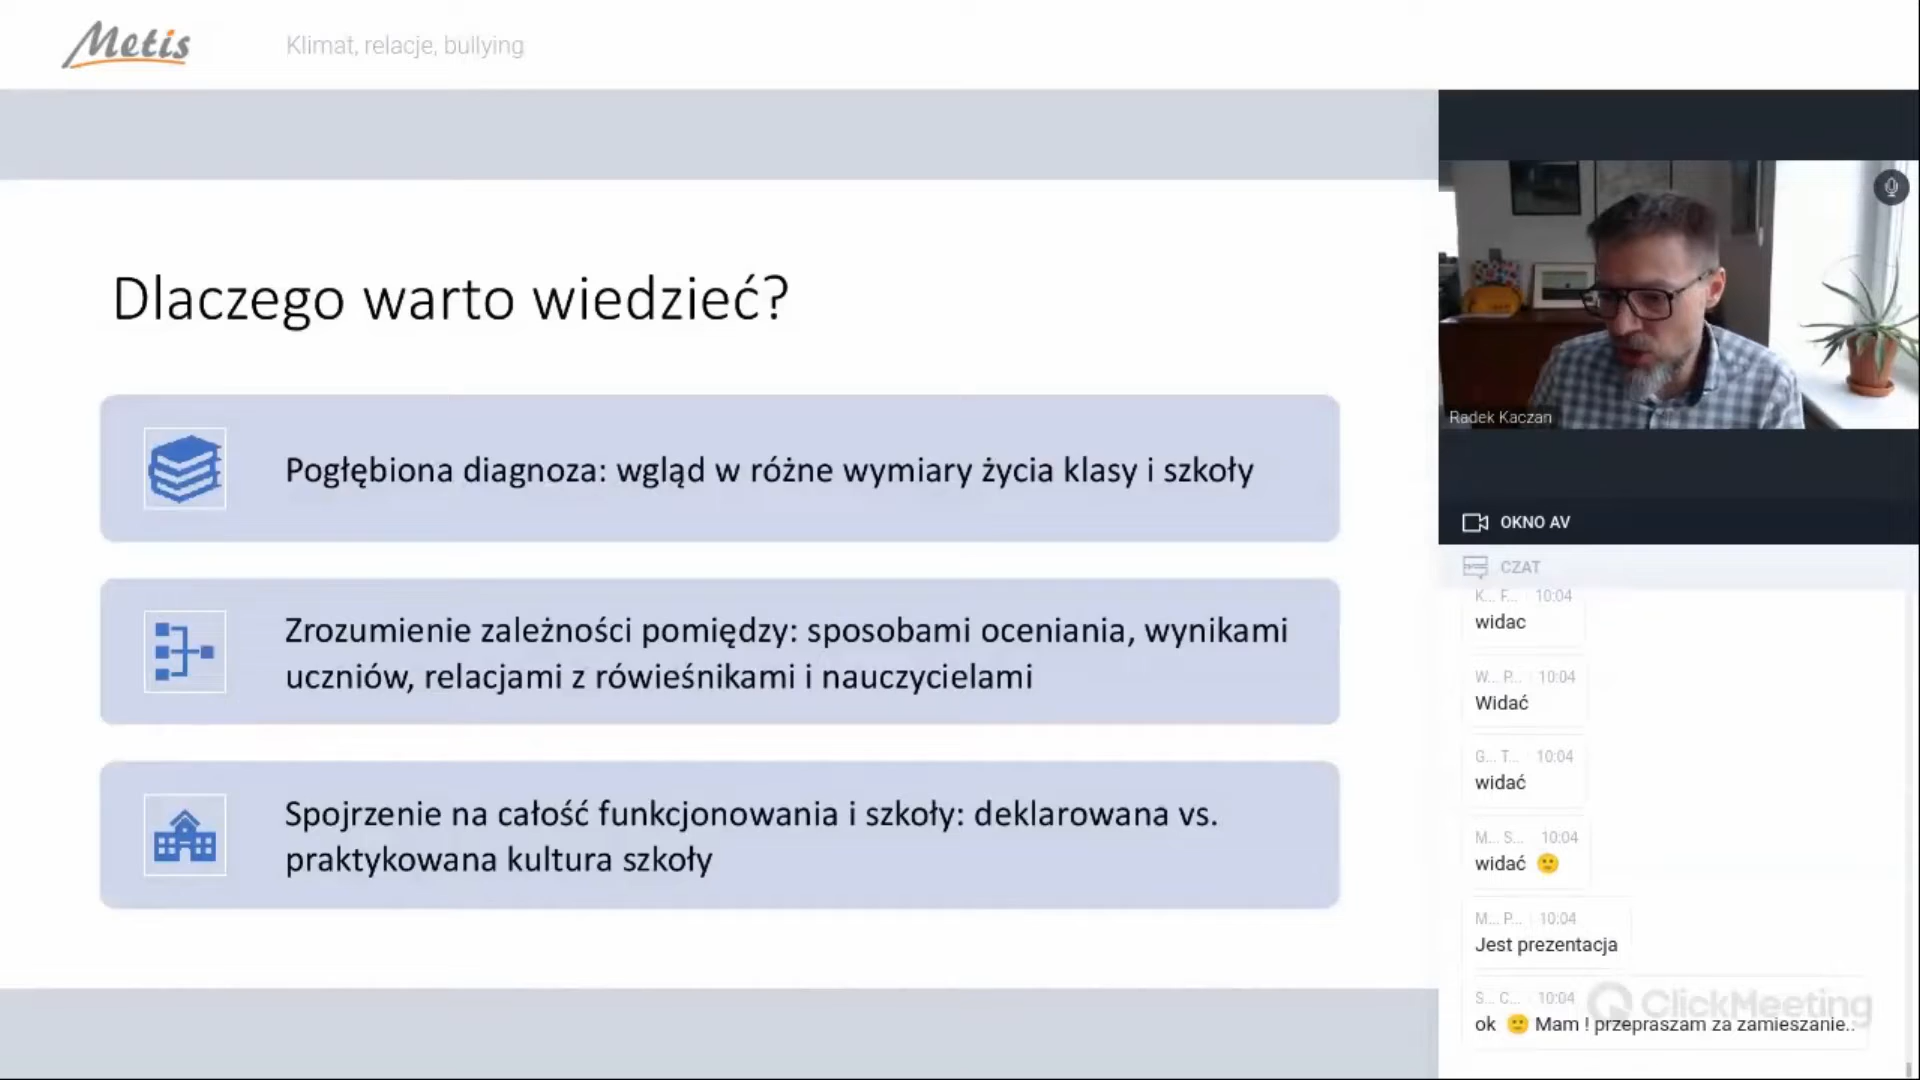 Metis
Klimat, relacje, bullying
Dlaczego warto wiedzieć?
Pogłębiona diagnoza: wgląd w różne wymiary życia klasy i szkoły
Zrozumienie zależności pomiędzy: sposobami oceniania, wynikami
uczniów, relacjami z rówieśnikami i nauczycielami
Spojrzenie na całość funkcjonowania i szkoły: deklarowana vs.
praktykowana kultura szkoły
Radek Kaczan
OKNO AV
CZAT
K... F... 10:04
widac
W... P... 10:04
Widać
G... T... 10:04
widać
M... S... 10:04
widać 🙂
M... P... 10:04
Jest prezentacja
S... C... 10:04
ok 🙂 Mam ! przepraszam za zamieszanie..
ClickMeeting